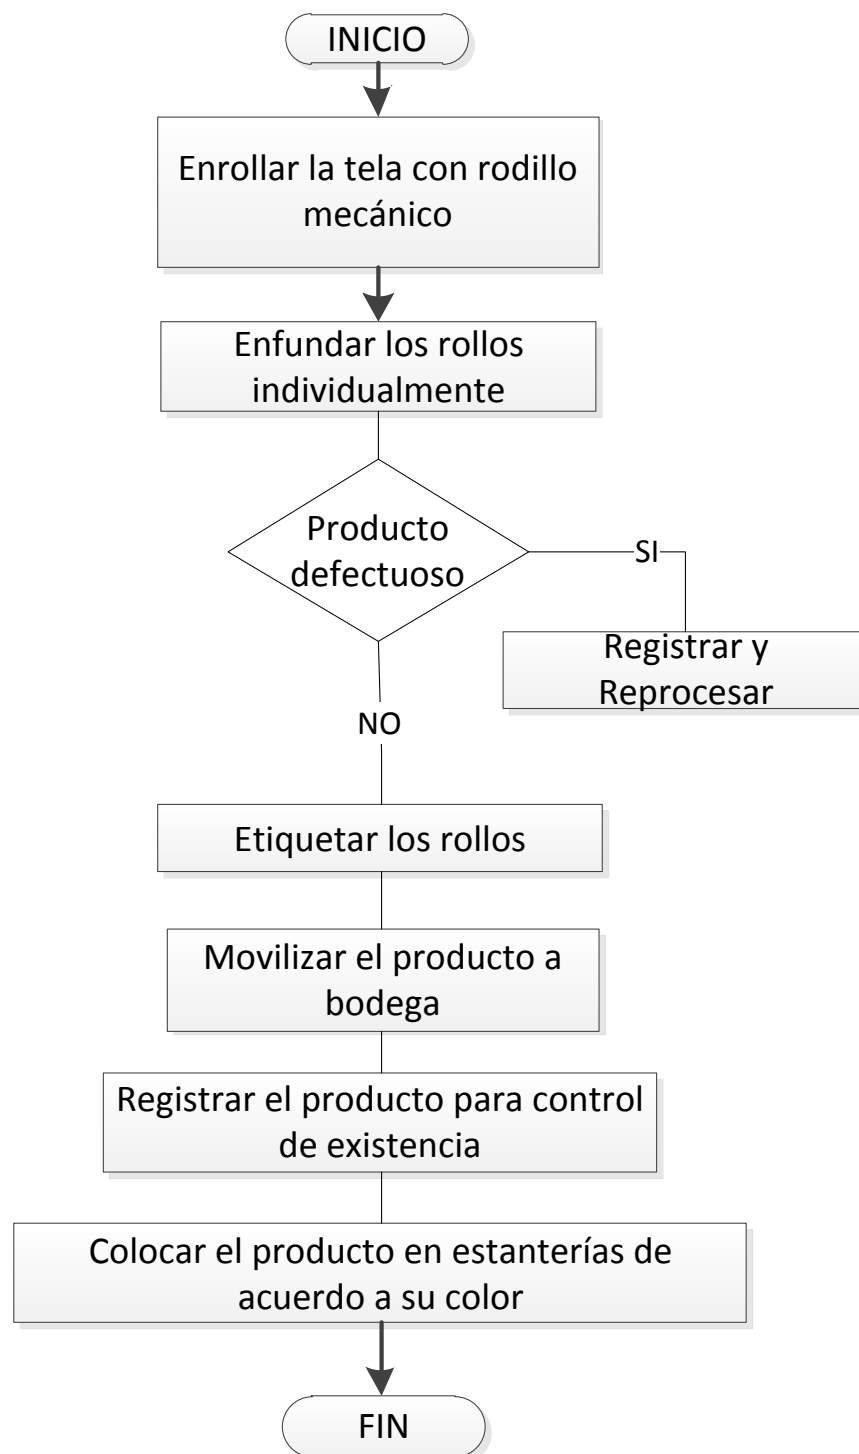 INICIO
Enrollar la tela con rodillo
mecánico
Enfundar los rollos
individualmente
Producto
defectuoso
SI
Registrar y
Reprocesar
NO
Etiquetar los rollos
Movilizar el producto a
bodega
Registrar el producto para control
de existencia
Colocar el producto en estanterías de
acuerdo a su color
FIN